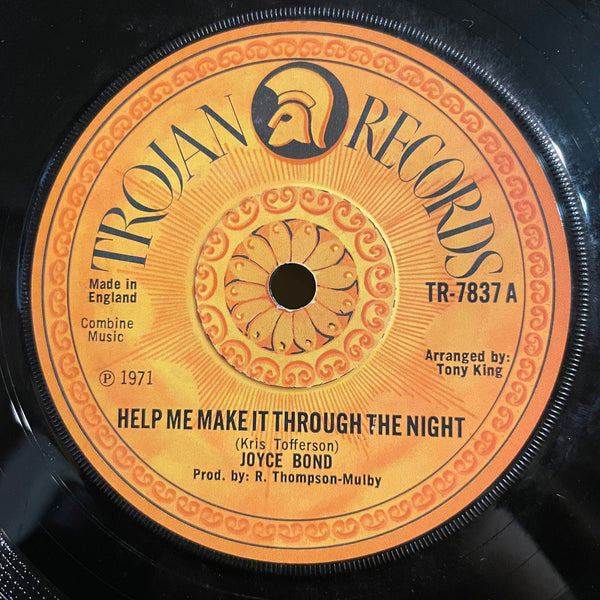 TROJAN RECORDS
Made in
England
TR-7837 A
Combine
Music
Arranged by:
Tony King
℗ 1971
HELP ME MAKE IT THROUGH THE NIGHT
(Kris Tofferson)
JOYCE BOND
Prod. by: R. Thompson-Mulby